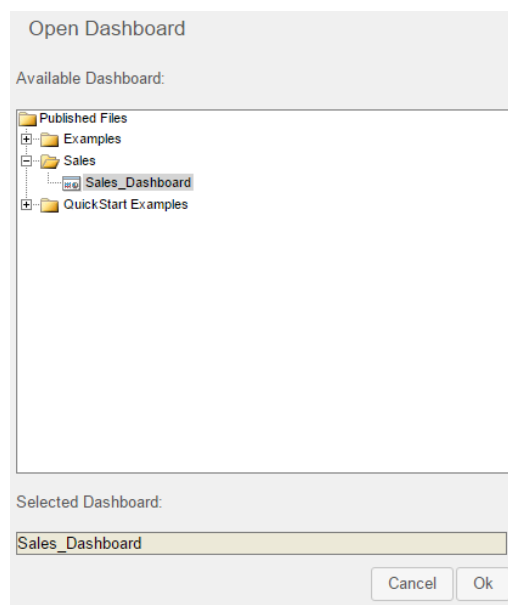 Open Dashboard
Available Dashboard:
Published Files
Examples
Sales
Sales_Dashboard
QuickStart Examples
Selected Dashboard:
Sales_Dashboard
Cancel Ok